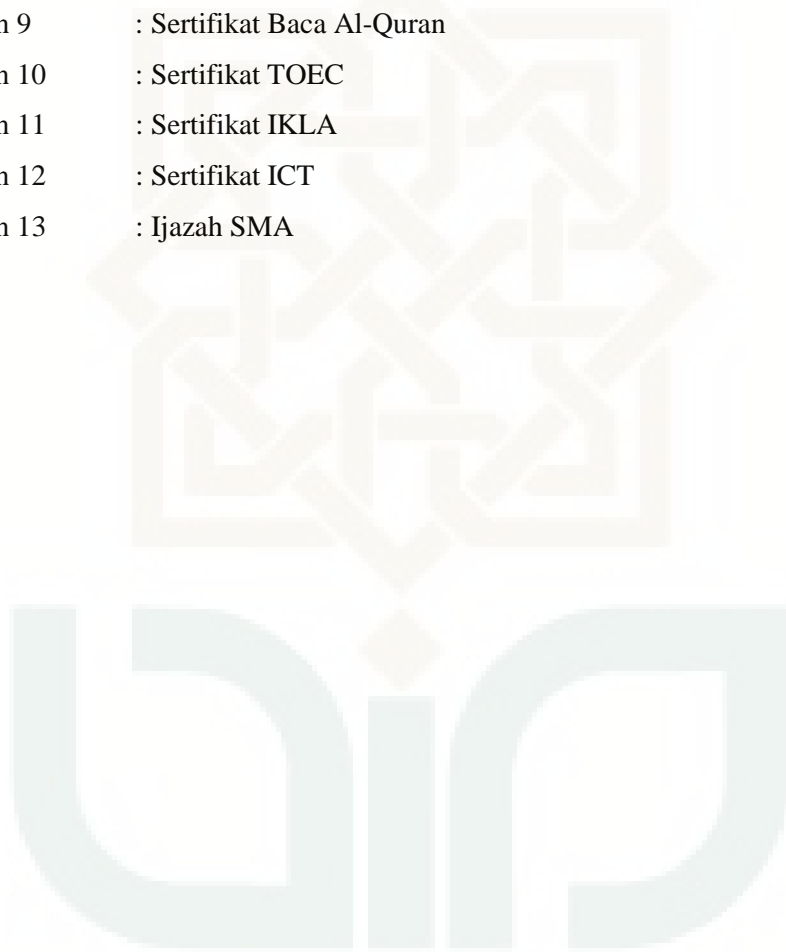 n 9 : Sertifikat Baca Al-Quran
n 10 : Sertifikat TOEC
n 11 : Sertifikat IKLA
n 12 : Sertifikat ICT
n 13 : Ijazah SMA